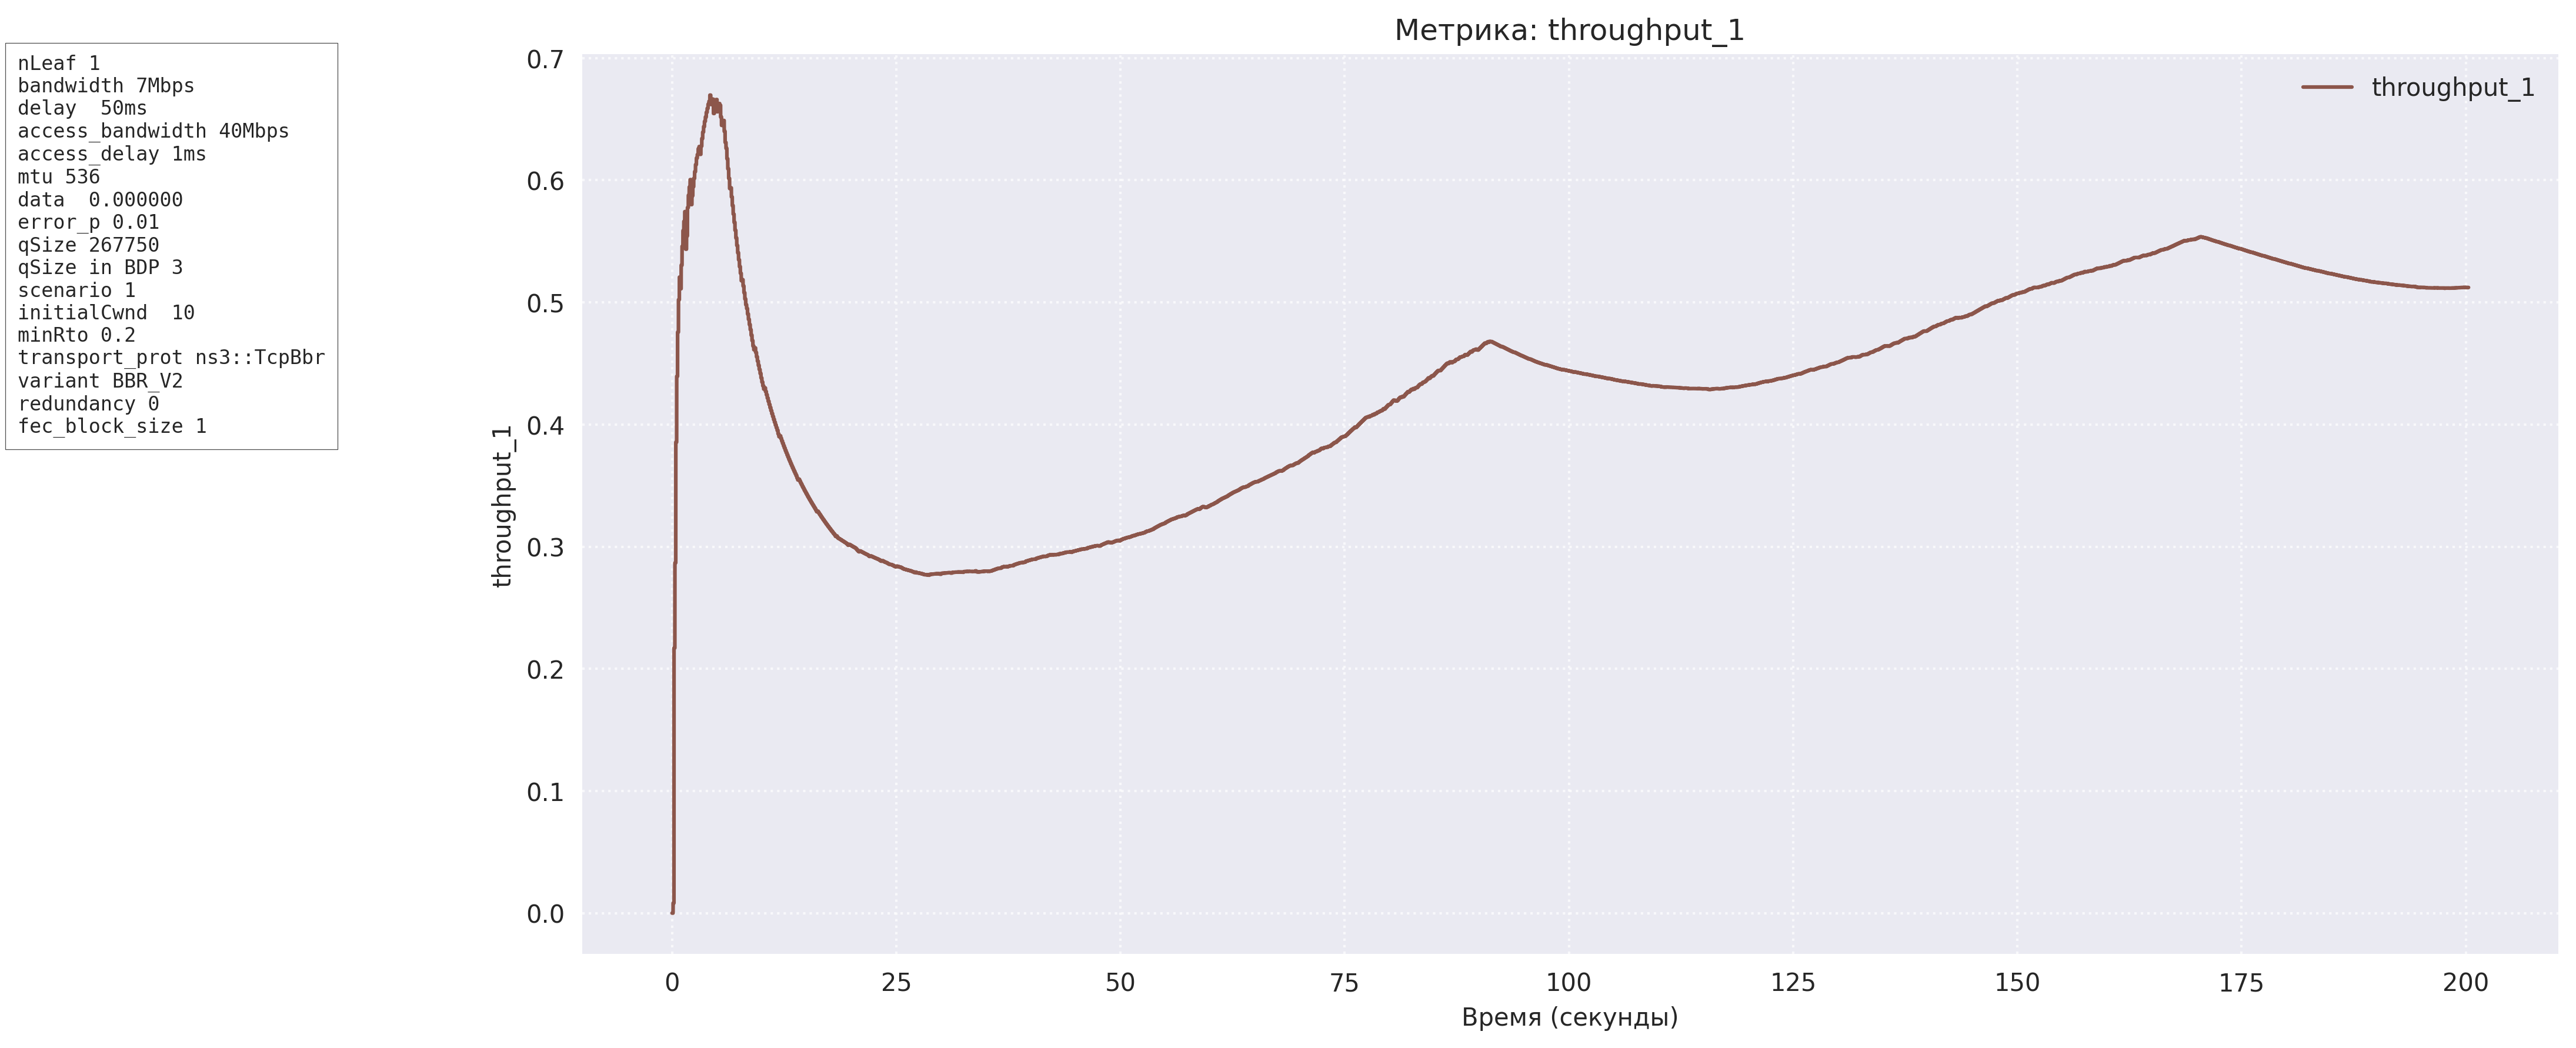 Метрика: throughput_1
nLeaf 1
bandwidth 7Mbps
delay  50ms
access_bandwidth 40Mbps
access_delay 1ms
mtu 536
data  0.000000
error_p 0.01
qSize 267750
qSize in BDP 3
scenario 1
initialCwnd  10
minRto 0.2
transport_prot ns3::TcpBbr
variant BBR_V2
redundancy 0
fec_block_size 1
throughput_1
throughput_1
0.7
0.6
0.5
0.4
0.3
0.2
0.1
0.0
0 25 50 75 100 125 150 175 200
Время (секунды)